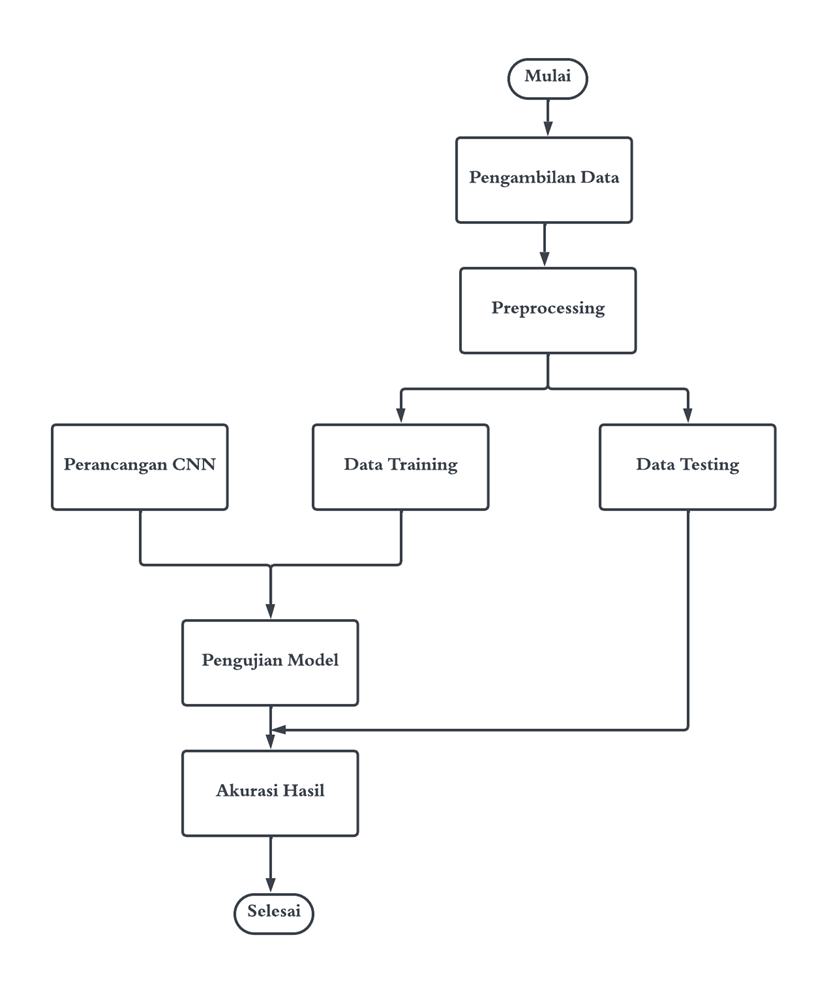 Mulai
Pengambilan Data
Preprocessing
Perancangan CNN
Data Training
Data Testing
Pengujian Model
Akurasi Hasil
Selesai